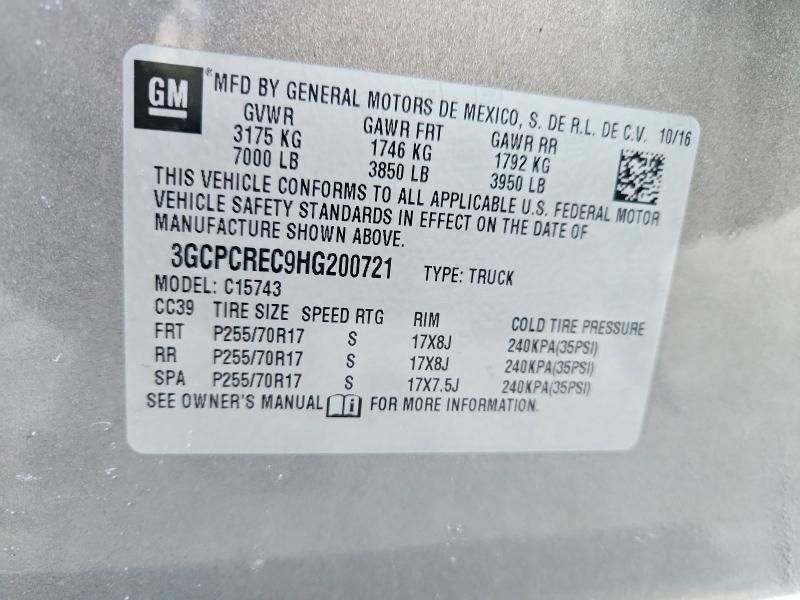 GM ® MFD BY GENERAL MOTORS DE MEXICO, S. DE R.L. DE C.V. 10/16
GVWR GAWR FRT GAWR RR
3175 KG 1746 KG 1792 KG
7000 LB 3850 LB 3950 LB
THIS VEHICLE CONFORMS TO ALL APPLICABLE U.S. FEDERAL MOTOR
VEHICLE SAFETY STANDARDS IN EFFECT ON THE DATE OF
MANUFACTURE SHOWN ABOVE.
3GCPCREC9HG200721 TYPE: TRUCK
MODEL: C15743
CC39 TIRE SIZE SPEED RTG RIM COLD TIRE PRESSURE
FRT P255/70R17 S 17X8J 240KPA(35PSI)
RR P255/70R17 S 17X8J 240KPA(35PSI)
SPA P255/70R17 S 17X7.5J 240KPA(35PSI)
SEE OWNER'S MANUAL i FOR MORE INFORMATION.